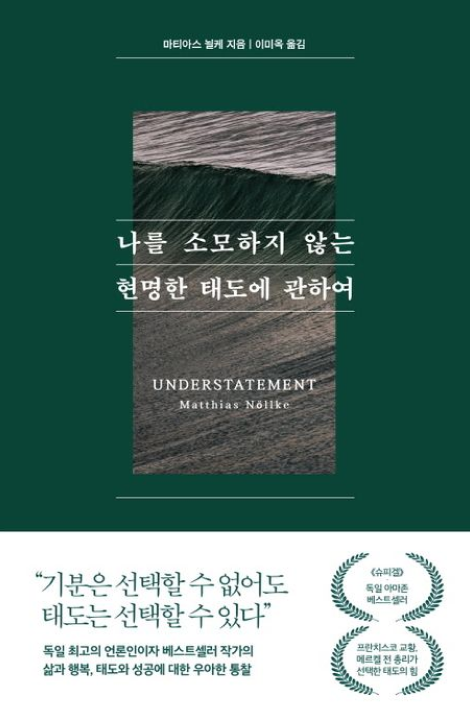 마티아스 뇔케 지음 | 이미옥 옮김
나를 소모하지 않는
현명한 태도에 관하여
UNDERSTATEMENT
Matthias Nöllke
“기분은 선택할 수 없어도
태도는 선택할 수 있다”
독일 최고의 언론인이자 베스트셀러 작가의
삶과 행복, 태도와 성공에 대한 우아한 통찰
《슈피겔》
독일 아마존
베스트셀러
프란치스코 교황,
메르켈 전 총리가
선택한 태도의 힘